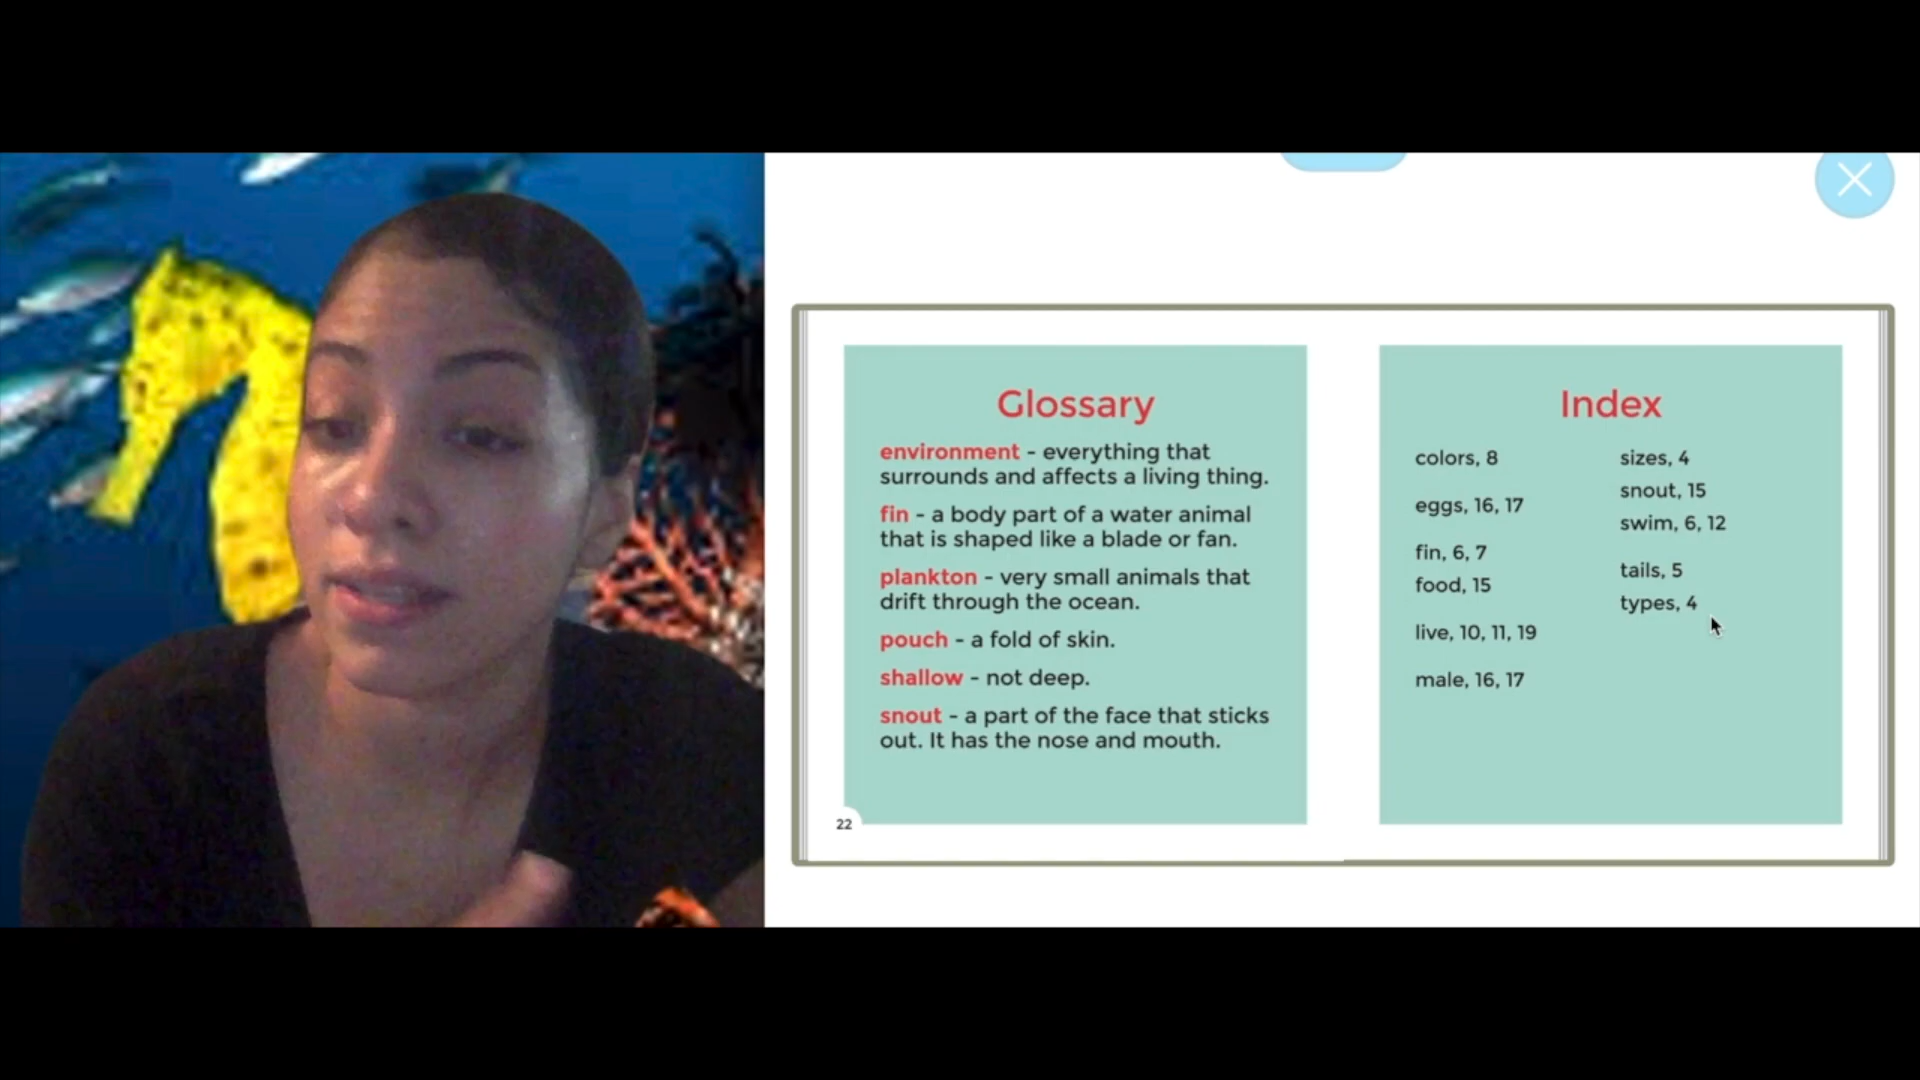 Glossary
environment - everything that
surrounds and affects a living thing.
fin - a body part of a water animal
that is shaped like a blade or fan.
plankton - very small animals that
drift through the ocean.
pouch - a fold of skin.
shallow - not deep.
snout - a part of the face that sticks
out. It has the nose and mouth.
22
Index
colors, 8
eggs, 16, 17
fin, 6, 7
food, 15
live, 10, 11, 19
male, 16, 17
sizes, 4
snout, 15
swim, 6, 12
tails, 5
types, 4